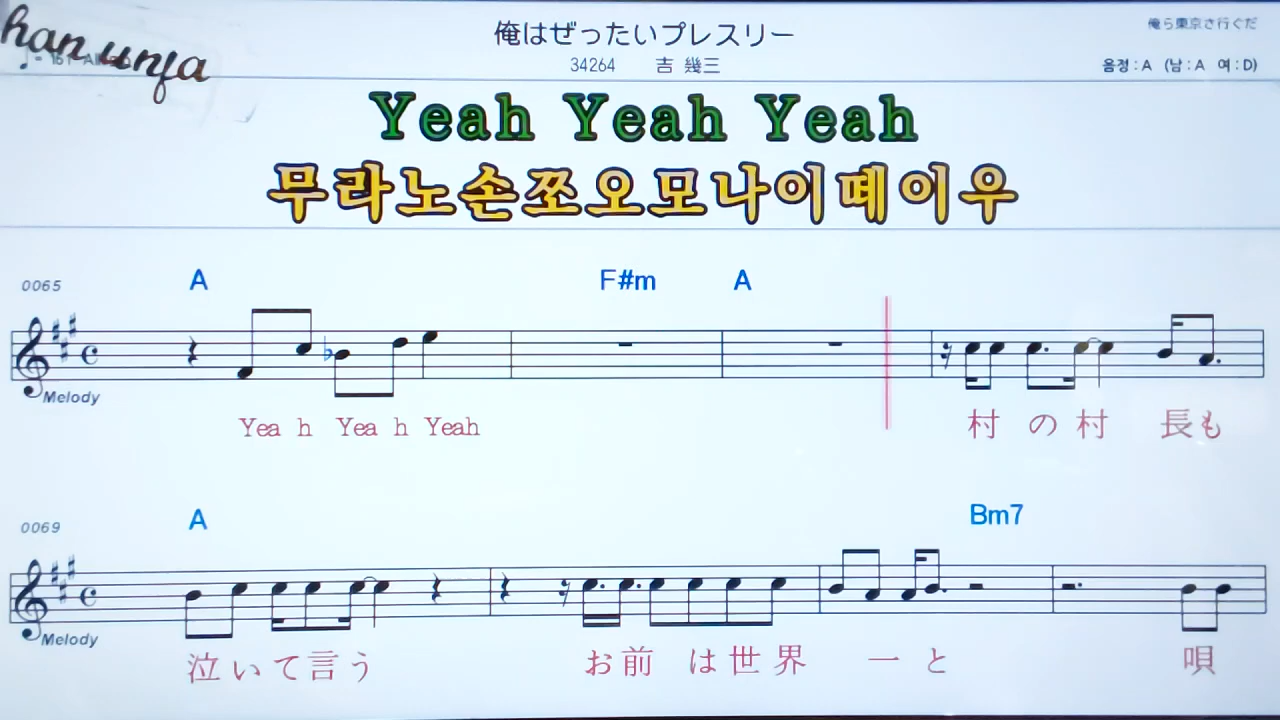 han unfa
俺はぜったいプレスリー
俺ら東京さ行ぐだ
34264 吉 幾三
음정 : A (남 : A 여 : D)
Yeah Yeah Yeah
무라노손쪼오모나이떼이우
0065
A F#m A
Melody
Yea h Yea h Yeah 村 の 村 長 も
0069
A Bm7
Melody
泣 い て 言 う お 前 は 世 界 一 と 唄